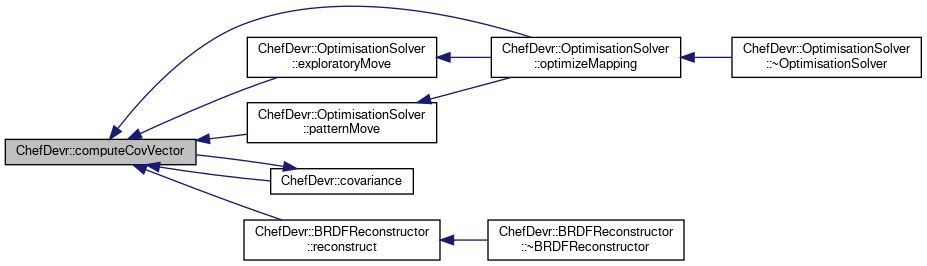 ChefDevr::computeCovVector
ChefDevr::OptimisationSolver
::exploratoryMove
ChefDevr::OptimisationSolver
::patternMove
ChefDevr::covariance
ChefDevr::BRDFReconstructor
::reconstruct
ChefDevr::OptimisationSolver
::optimizeMapping
ChefDevr::BRDFReconstructor
::~BRDFReconstructor
ChefDevr::OptimisationSolver
::~OptimisationSolver